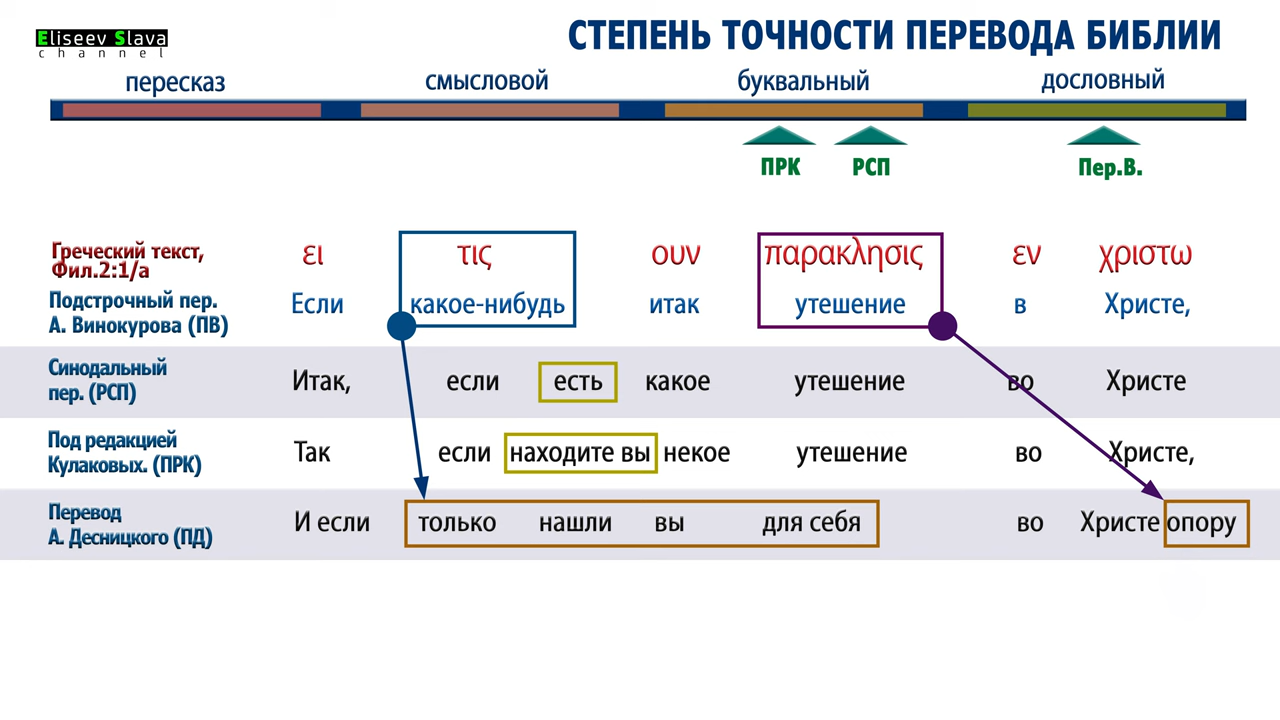 Eliseev Slava
channel
СТЕПЕНЬ ТОЧНОСТИ ПЕРЕВОДА БИБЛИИ
пересказ смысловой буквальный дословный
ПРК РСП Пер.В.
Греческий текст,
Фил.2:1/а
ει τις ουν παρακλησις εν χριστω
Подстрочный пер.
А. Винокурова (ПВ)
Если какое-нибудь итак утешение в Христе,
Синодальный
пер. (РСП)
Итак, если есть какое утешение во Христе
Под редакцией
Кулаковых. (ПРК)
Так если находите вы некое утешение во Христе,
Перевод
А. Десницкого (ПД)
И если только нашли вы для себя во Христе опору